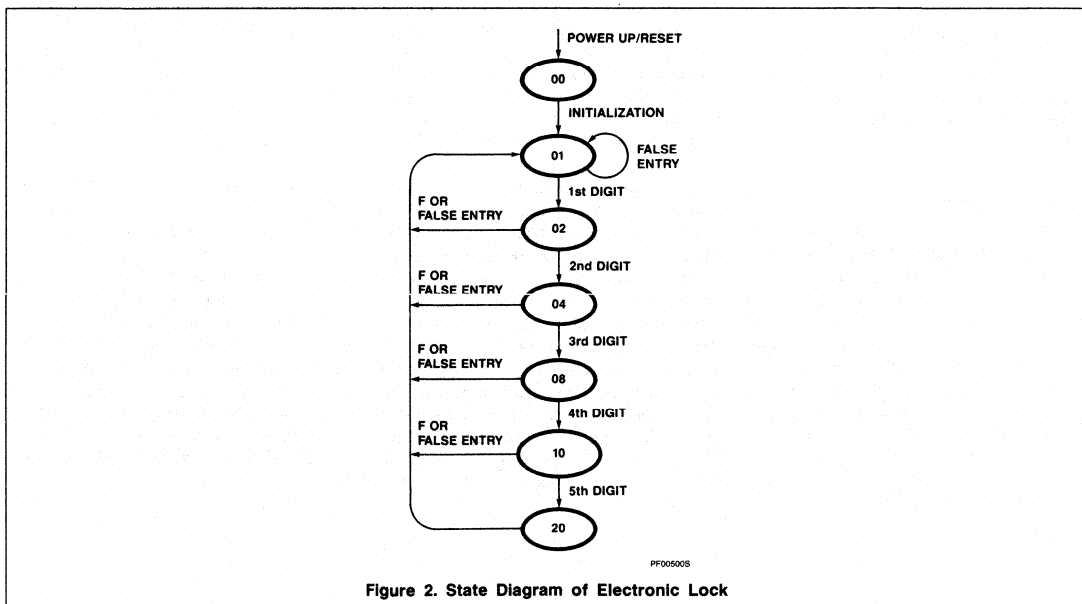 POWER UP/RESET
00
INITIALIZATION
01
FALSE
ENTRY
1st DIGIT
F OR
FALSE ENTRY
02
2nd DIGIT
F OR
FALSE ENTRY
04
3rd DIGIT
F OR
FALSE ENTRY
08
4th DIGIT
F OR
FALSE ENTRY
10
5th DIGIT
20
PF00500S
Figure 2. State Diagram of Electronic Lock